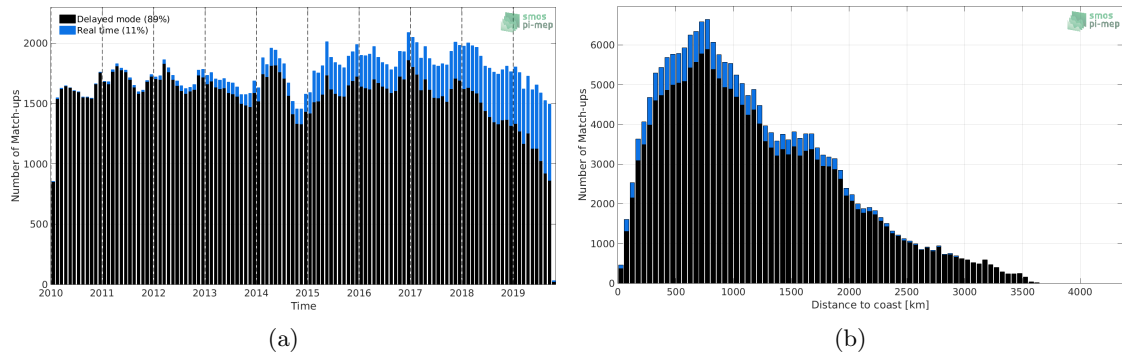 Delayed mode (89%)
Real time (11%)
smos
pi-mep
Number of Match-ups
2000
1500
1000
500
0
2010 2011 2012 2013 2014 2015 2016 2017 2018 2019
Time
(a)
smos
pi-mep
Number of Match-ups
6000
5000
4000
3000
2000
1000
0
0 500 1000 1500 2000 2500 3000 3500 4000
Distance to coast [km]
(b)